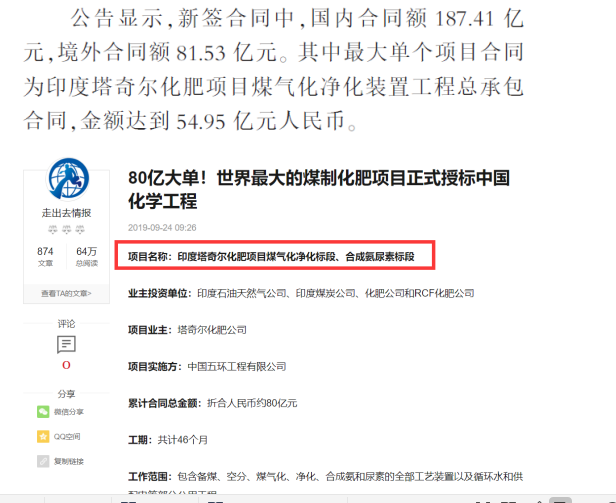 公告显示,新签合同中,国内合同额 187.41 亿
元,境外合同额 81.53 亿元。其中最大单个项目合同
为印度塔奇尔化肥项目煤气化净化装置工程总承包
合同,金额达到 54.95 亿元人民币。
80亿大单！世界最大的煤制化肥项目正式授标中国
化学工程
2019-09-24 09:26
走出去情报
874 64万
文章 总阅读
查看TA的文章>
评论
0
分享
微信分享
QQ空间
复制链接
项目名称：印度塔奇尔化肥项目煤气化净化标段、合成氨尿素标段
业主投资单位：印度石油天然气公司、印度煤炭公司、化肥公司和RCF化肥公司
项目业主：塔奇尔化肥公司
项目实施方：中国五环工程有限公司
累计合同总金额：折合人民币约80亿元
工期：共计46个月
工作范围：包含备煤、空分、煤气化、净化、合成氨和尿素的全部工艺装置以及循环水和供